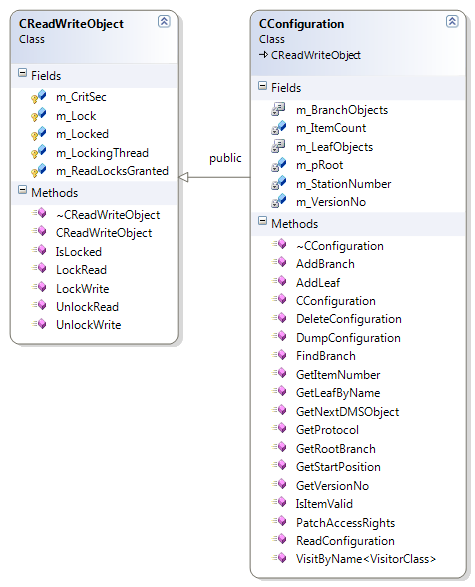 CReadWriteObject
Class
Fields
m_CritSec
m_Lock
m_Locked
m_LockingThread
m_ReadLocksGranted
Methods
~CReadWriteObject
CReadWriteObject
IsLocked
LockRead
LockWrite
UnlockRead
UnlockWrite
public
CConfiguration
Class
CReadWriteObject
Fields
m_BranchObjects
m_ItemCount
m_LeafObjects
m_pRoot
m_StationNumber
m_VersionNo
Methods
~CConfiguration
AddBranch
AddLeaf
CConfiguration
DeleteConfiguration
DumpConfiguration
FindBranch
GetItemNumber
GetLeafByName
GetNextDMSObject
GetProtocol
GetRootBranch
GetStartPosition
GetVersionNo
IsItemValid
PatchAccessRights
ReadConfiguration
VisitByName<VisitorClass>